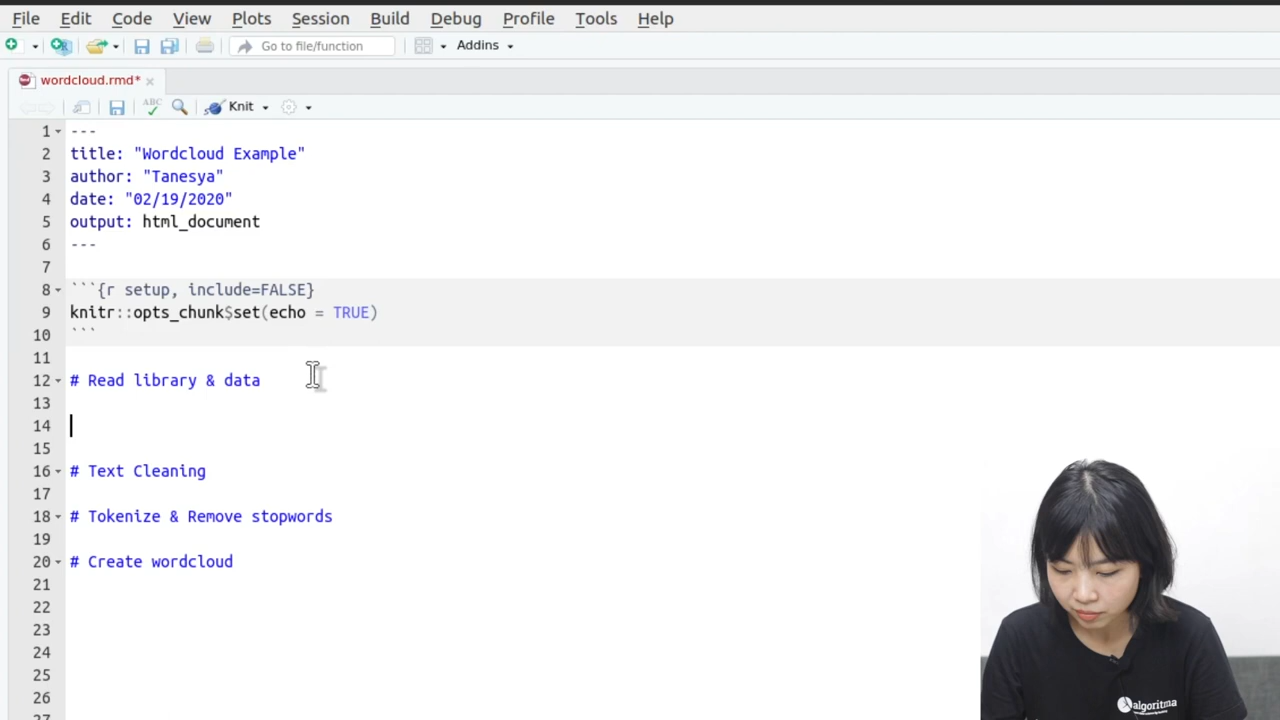 File Edit Code View Plots Session Build Debug Profile Tools Help
Go to file/function Addins
wordcloud.rmd*
ABC Knit
1 ---
2 title: "Wordcloud Example"
3 author: "Tanesya"
4 date: "02/19/2020"
5 output: html_document
6 ---
7
8 ```{r setup, include=FALSE}
9 knitr::opts_chunk$set(echo = TRUE)
10 ```
11
12 # Read library & data
13
14
15
16 # Text Cleaning
17
18 # Tokenize & Remove stopwords
19
20 # Create wordcloud
21
22
23
24
25
26
27
algoritma